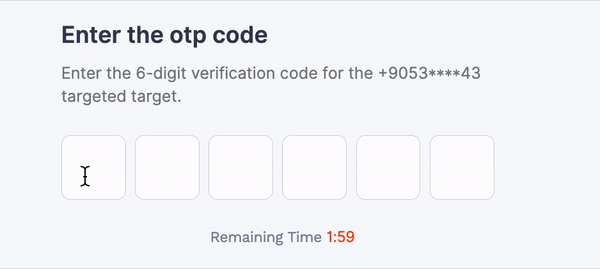 Enter the otp code
Enter the 6-digit verification code for the +9053****43
targeted target.
Remaining Time 1:59